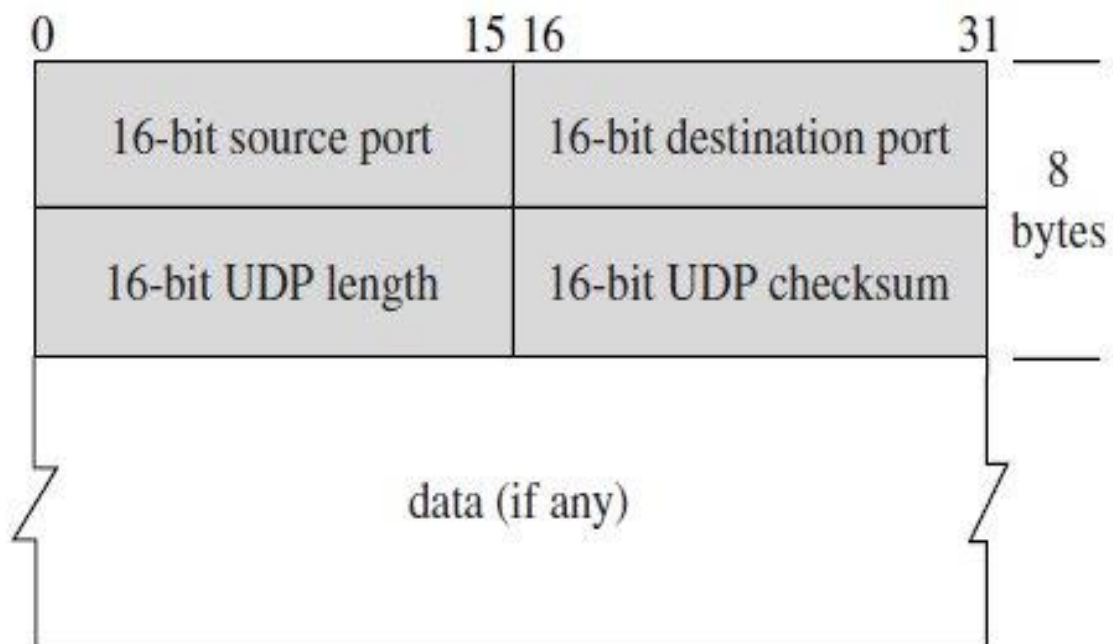 0 15 16 31
16-bit source port 16-bit destination port
8
bytes
16-bit UDP length 16-bit UDP checksum
data (if any)